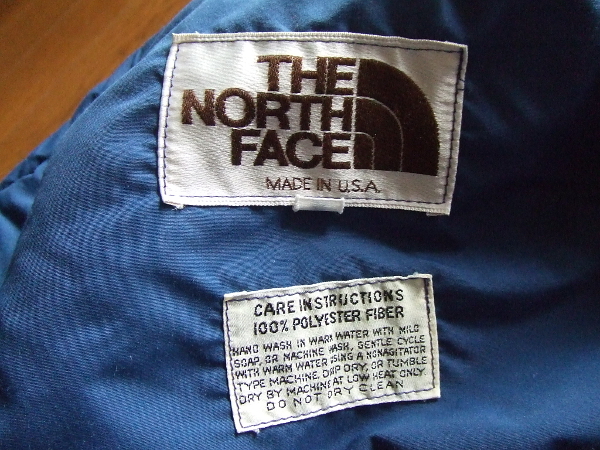 THE
NORTH
FACE
MADE IN U.S.A.
CARE INSTRUCTIONS
100% POLYESTER FIBER
HAND WASH IN WARM WATER WITH MILD
SOAP, OR MACHINE WASH, GENTLE CYCLE
WITH WARM WATER USING A NONAGITATOR
TYPE MACHINE, DRIP DRY, OR TUMBLE
DRY BY MACHINE AT LOW HEAT ONLY.
DO NOT DRY CLEAN